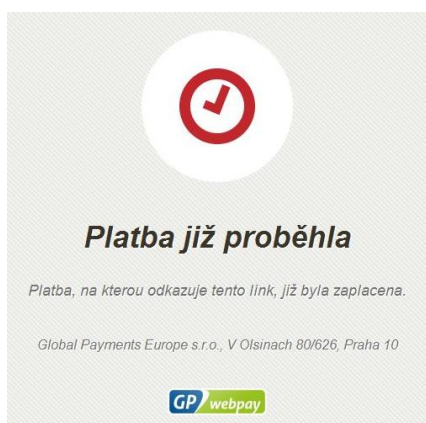 Platba již proběhla
Platba, na kterou odkazuje tento link, již byla zaplacena.
Global Payments Europe s.r.o., V Olsinach 80/626, Praha 10
GP webpay